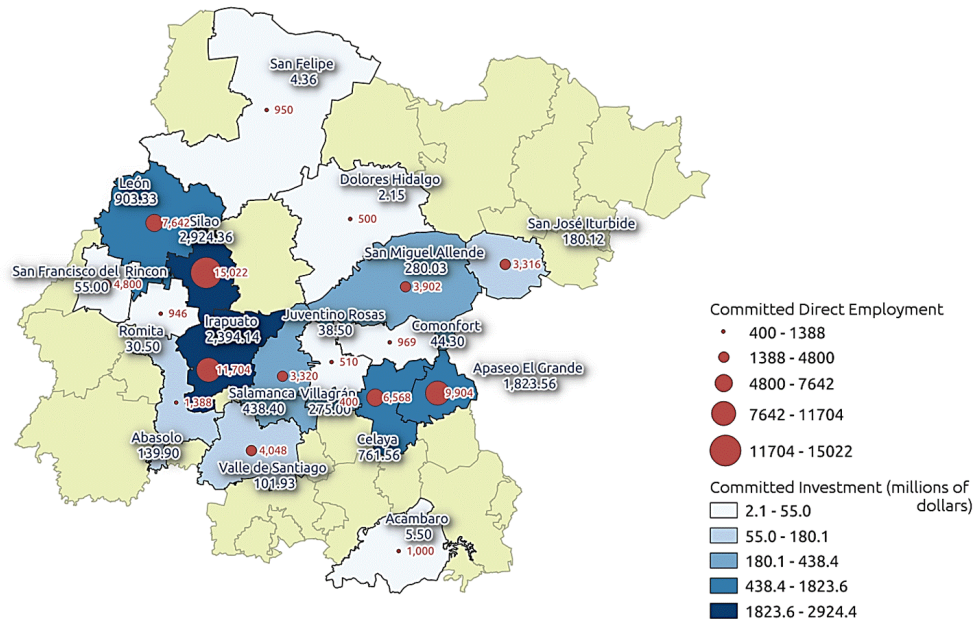 San Felipe
4.36
950
León
903.33
7,642
Silao
2,924.36
15,022
Dolores Hidalgo
2.15
500
San José Iturbide
180.12
3,316
San Miguel Allende
280.03
3,902
San Francisco del Rincon
55.00
4,800
946
Romita
30.50
Irapuato
2,394.14
11,704
Juventino Rosas
38.50
510
Comonfort
44.30
969
Apaseo El Grande
1,823.56
9,904
3,320
Salamanca
438.40
Villagrán
275.00
400
6,568
Celaya
761.56
1,388
Abasolo
139.90
4,048
Valle de Santiago
101.93
Acambaro
5.50
1,000
Committed Direct Employment
400 - 1388
1388 - 4800
4800 - 7642
7642 - 11704
11704 - 15022
Committed Investment (millions of
dollars)
2.1 - 55.0
55.0 - 180.1
180.1 - 438.4
438.4 - 1823.6
1823.6 - 2924.4